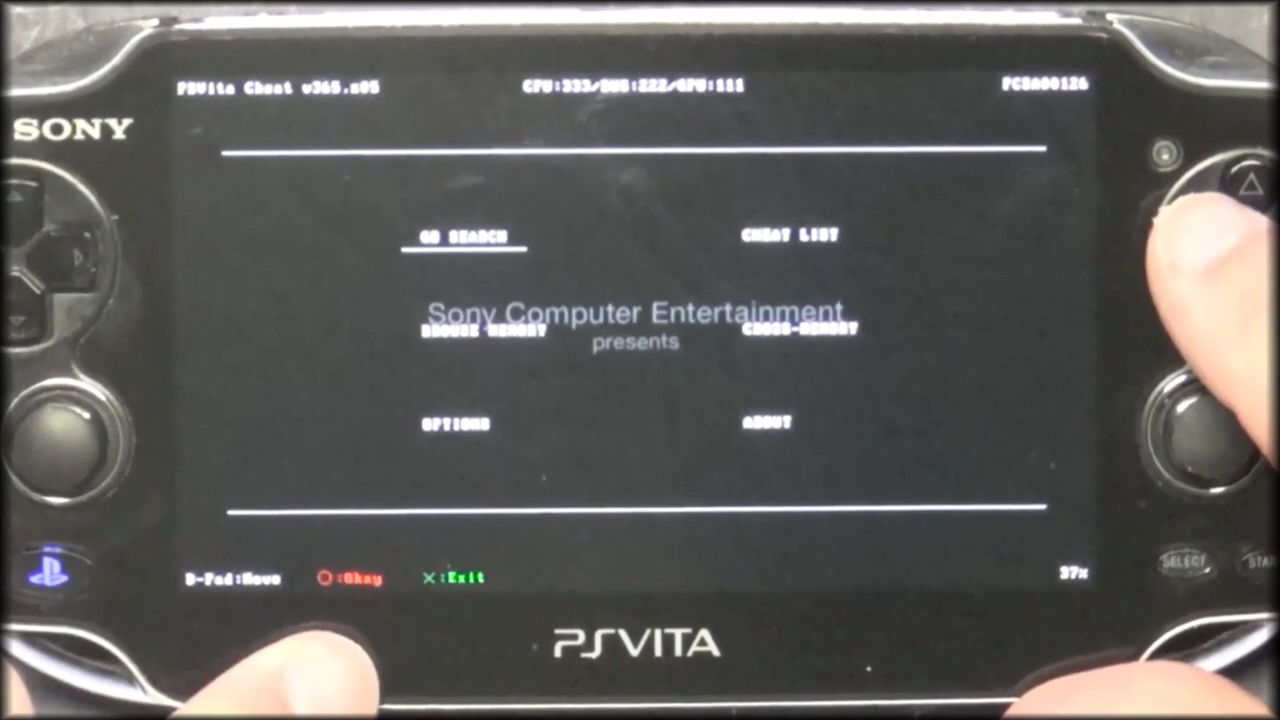 PSVita Cheat v365.z05
CPU:333/BUS:222/GPU:111
PCSA00126
SONY
GO SEARCH
CHEAT LIST
Sony Computer Entertainment
BROWSE MEMORY
CROSS-MEMORY
presents
OPTIONS
ABOUT
SELECT
D-Pad:Move
O:Okay
X:Exit
37%
PSVITA